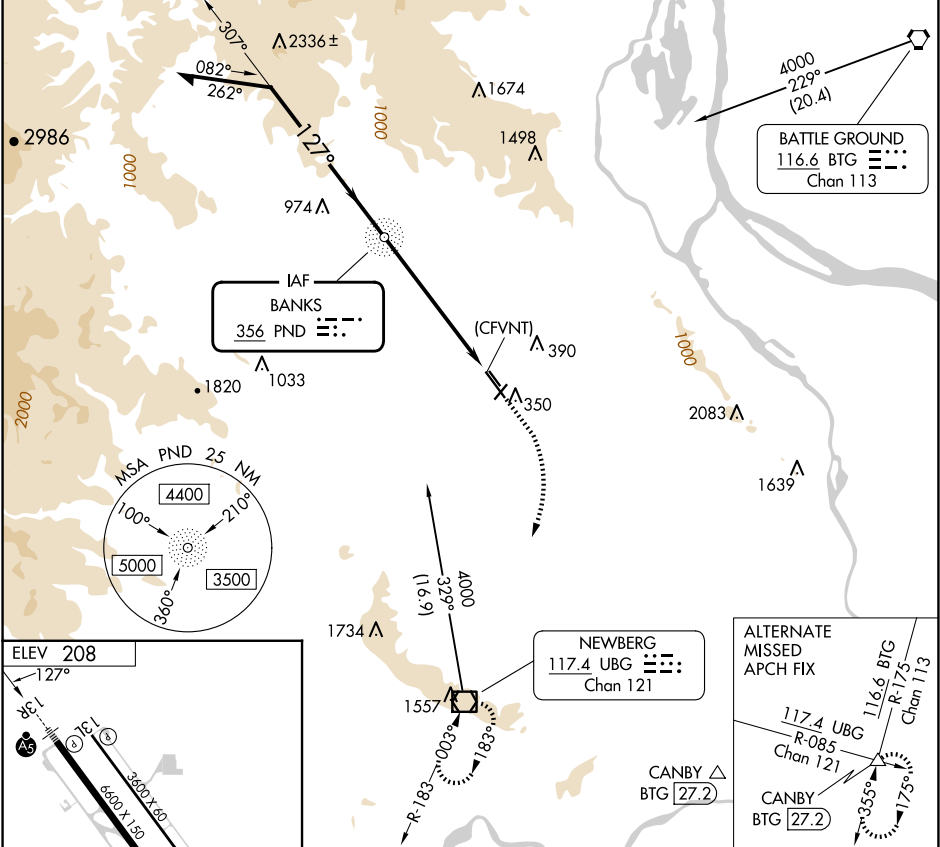 307°
2336±
082°
262°
1674
4000
229°
(20.4)
1000
2986
127°
1498
BATTLE GROUND
116.6 BTG
Chan 113
1000
974
IAF
BANKS
356 PND
(CFVNT)
390
1000
1033
1820
350
2000
2083
MSA PND 25 NM
4400
100°
210°
1639
5000
3500
360°
4000
329°
(16.9)
1734
NEWBERG
117.4 UBG
Chan 121
ALTERNATE
MISSED
APCH FIX
116.6 BTG
R-175
Chan 113
ELEV 208
127°
13R
13L
A5
P
P
1557
003°
183°
R-183
117.4 UBG
R-085
Chan 121
3600 X 60
6600 X 150
CANBY
BTG 27.2
CANBY
BTG 27.2
355°
175°